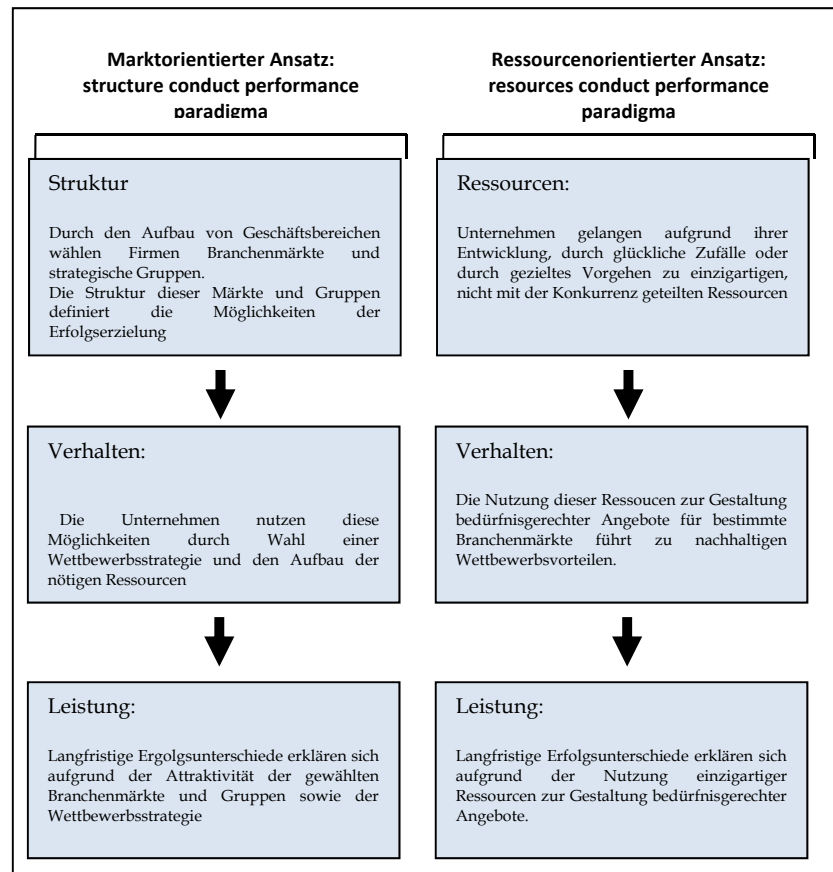 Marktorientierter Ansatz:
structure conduct performance
paradigma
Struktur
Durch den Aufbau von Geschäftsbereichen
wählen Firmen Branchenmärkte und
strategische Gruppen.
Die Struktur dieser Märkte und Gruppen
definiert die Möglichkeiten der
Erfolgserzielung
Verhalten:
Die Unternehmen nutzen diese
Möglichkeiten durch Wahl einer
Wettbewerbsstrategie und den Aufbau der
nötigen Ressourcen
Leistung:
Langfristige Ergolgsunterschiede erklären sich
aufgrund der Attraktivität der gewählten
Branchenmärkte und Gruppen sowie der
Wettbewerbsstrategie
Ressourcenorientierter Ansatz:
resources conduct performance
paradigma
Ressourcen:
Unternehmen gelangen aufgrund ihrer
Entwicklung, durch glückliche Zufälle oder
durch gezieltes Vorgehen zu einzigartigen,
nicht mit der Konkurrenz geteilten Ressourcen
Verhalten:
Die Nutzung dieser Ressoucen zur Gestaltung
bedürfnisgerechter Angebote für bestimmte
Branchenmärkte führt zu nachhaltigen
Wettbewerbsvorteilen.
Leistung:
Langfristige Erfolgsunterschiede erklären sich
aufgrund der Nutzung einzigartiger
Ressourcen zur Gestaltung bedürfnisgerechter
Angebote.